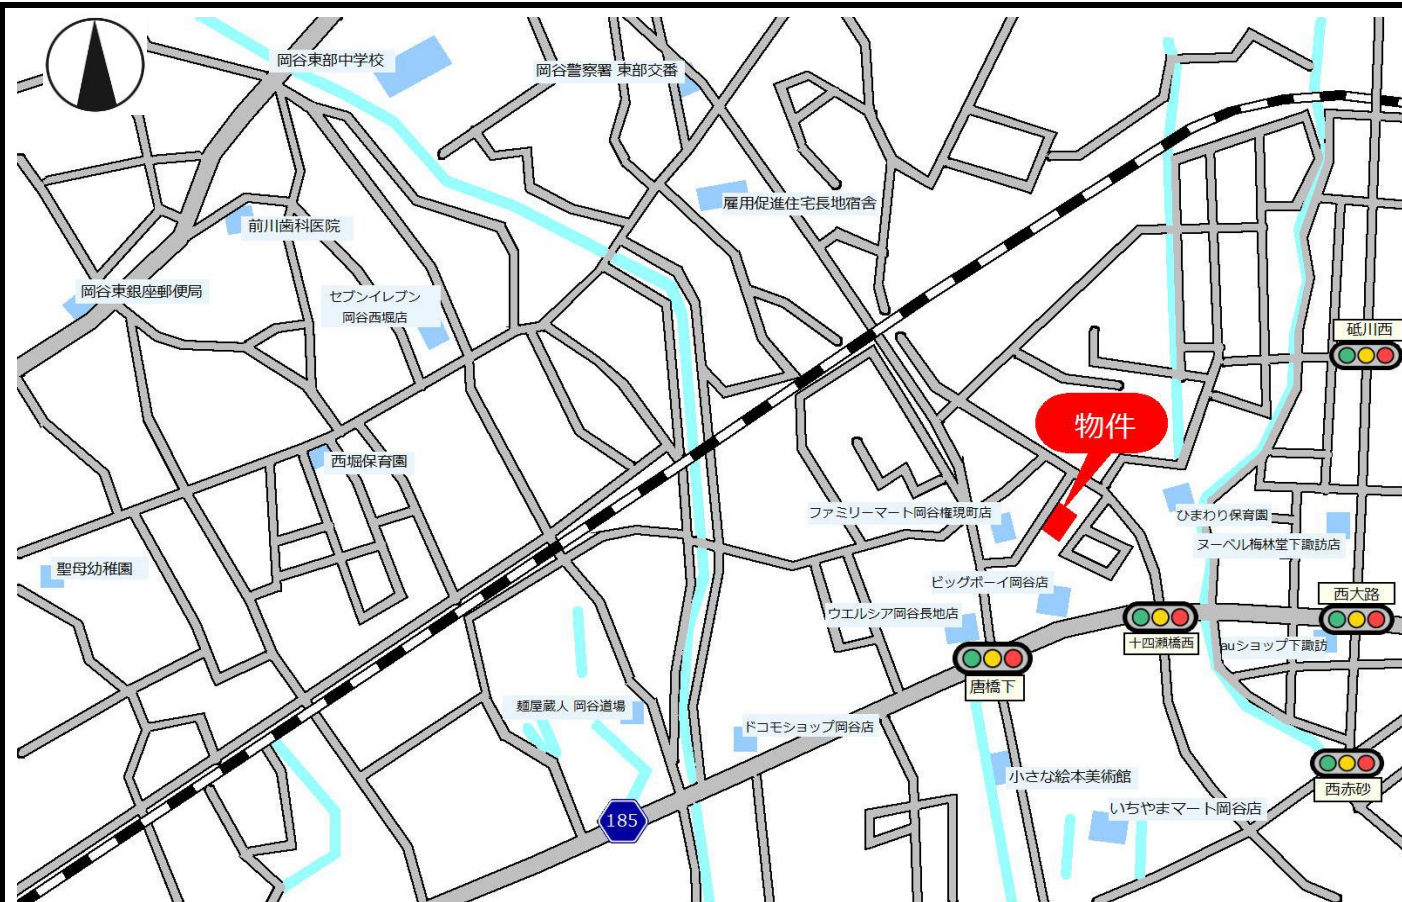 岡谷東部中学校
岡谷警察署 東部交番
雇用促進住宅長地宿舎
前川歯科医院
岡谷東銀座郵便局
セブンイレブン
岡谷西堀店
砥川西
物件
西堀保育園
ファミリーマート岡谷権現町店
ひまわり保育園
ヌーベル梅林堂下諏訪店
聖母幼稚園
ビッグボーイ岡谷店
西大路
ウエルシア岡谷長地店
十四瀬橋西
auショップ下諏訪
唐橋下
麺屋蔵人 岡谷道場
ドコモショップ岡谷店
小さな絵本美術館
西赤砂
いちやまマート岡谷店
185